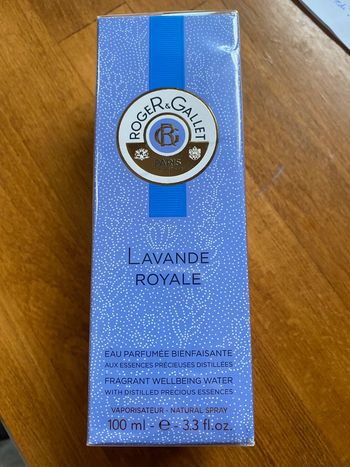 ROGER & GALLET
RG
PARIS
LAVANDE
ROYALE
EAU PARFUMÉE BIENFAISANTE
AUX ESSENCES PRÉCIEUSES DISTILLÉES
FRAGRANT WELLBEING WATER
WITH DISTILLED PRECIOUS ESSENCES
VAPORISATEUR - NATURAL SPRAY
100 ml - ℮ - 3.3 fl.oz.